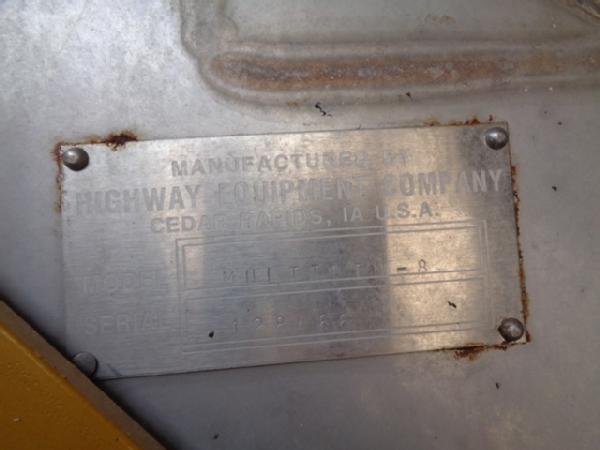 MANUFACTURED BY
HIGHWAY EQUIPMENT COMPANY
CEDAR RAPIDS, IA U.S.A.
MODEL
SERIAL